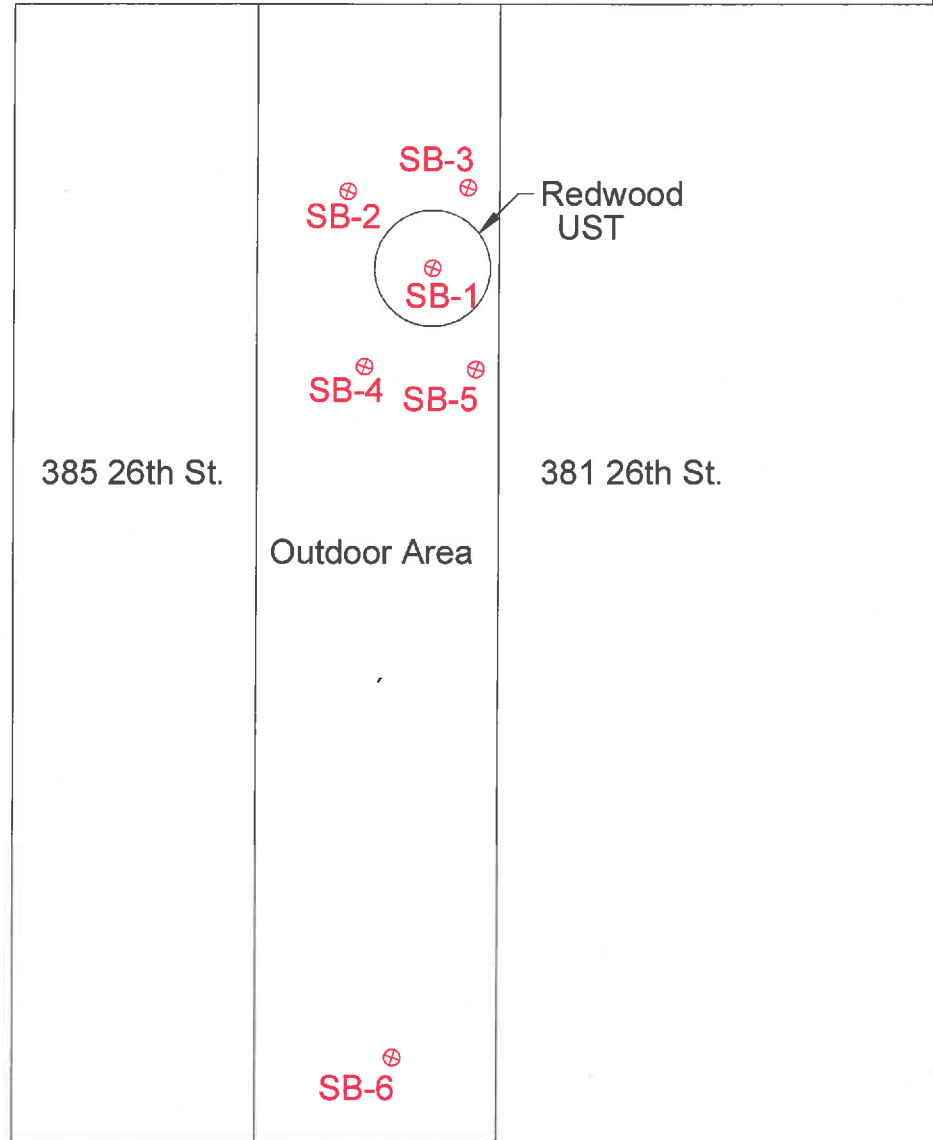 SB-3
Redwood
UST
SB-2
SB-1
SB-4
SB-5
385 26th St.
381 26th St.
Outdoor Area
SB-6